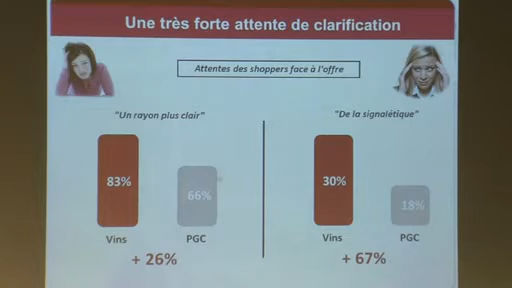 Une très forte attente de clarification
Attentes des shoppers face à l'offre
"Un rayon plus clair"
"De la signalétique"
83%
66%
30%
18%
Vins
PGC
Vins
PGC
+ 26%
+ 67%